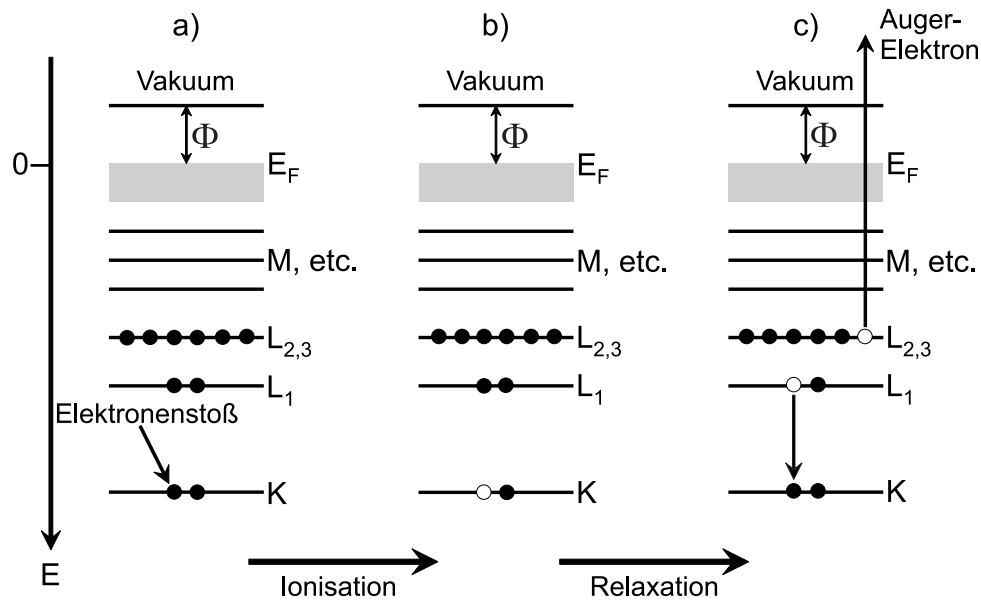 a)
b)
c)
Auger-
Elektron
Vakuum
Vakuum
Vakuum
Φ
Φ
Φ
0
E_F
E_F
E_F
M, etc.
M, etc.
M, etc.
L_2,3
L_2,3
L_2,3
L_1
L_1
L_1
Elektronenstoß
K
K
K
E
Ionisation
Relaxation